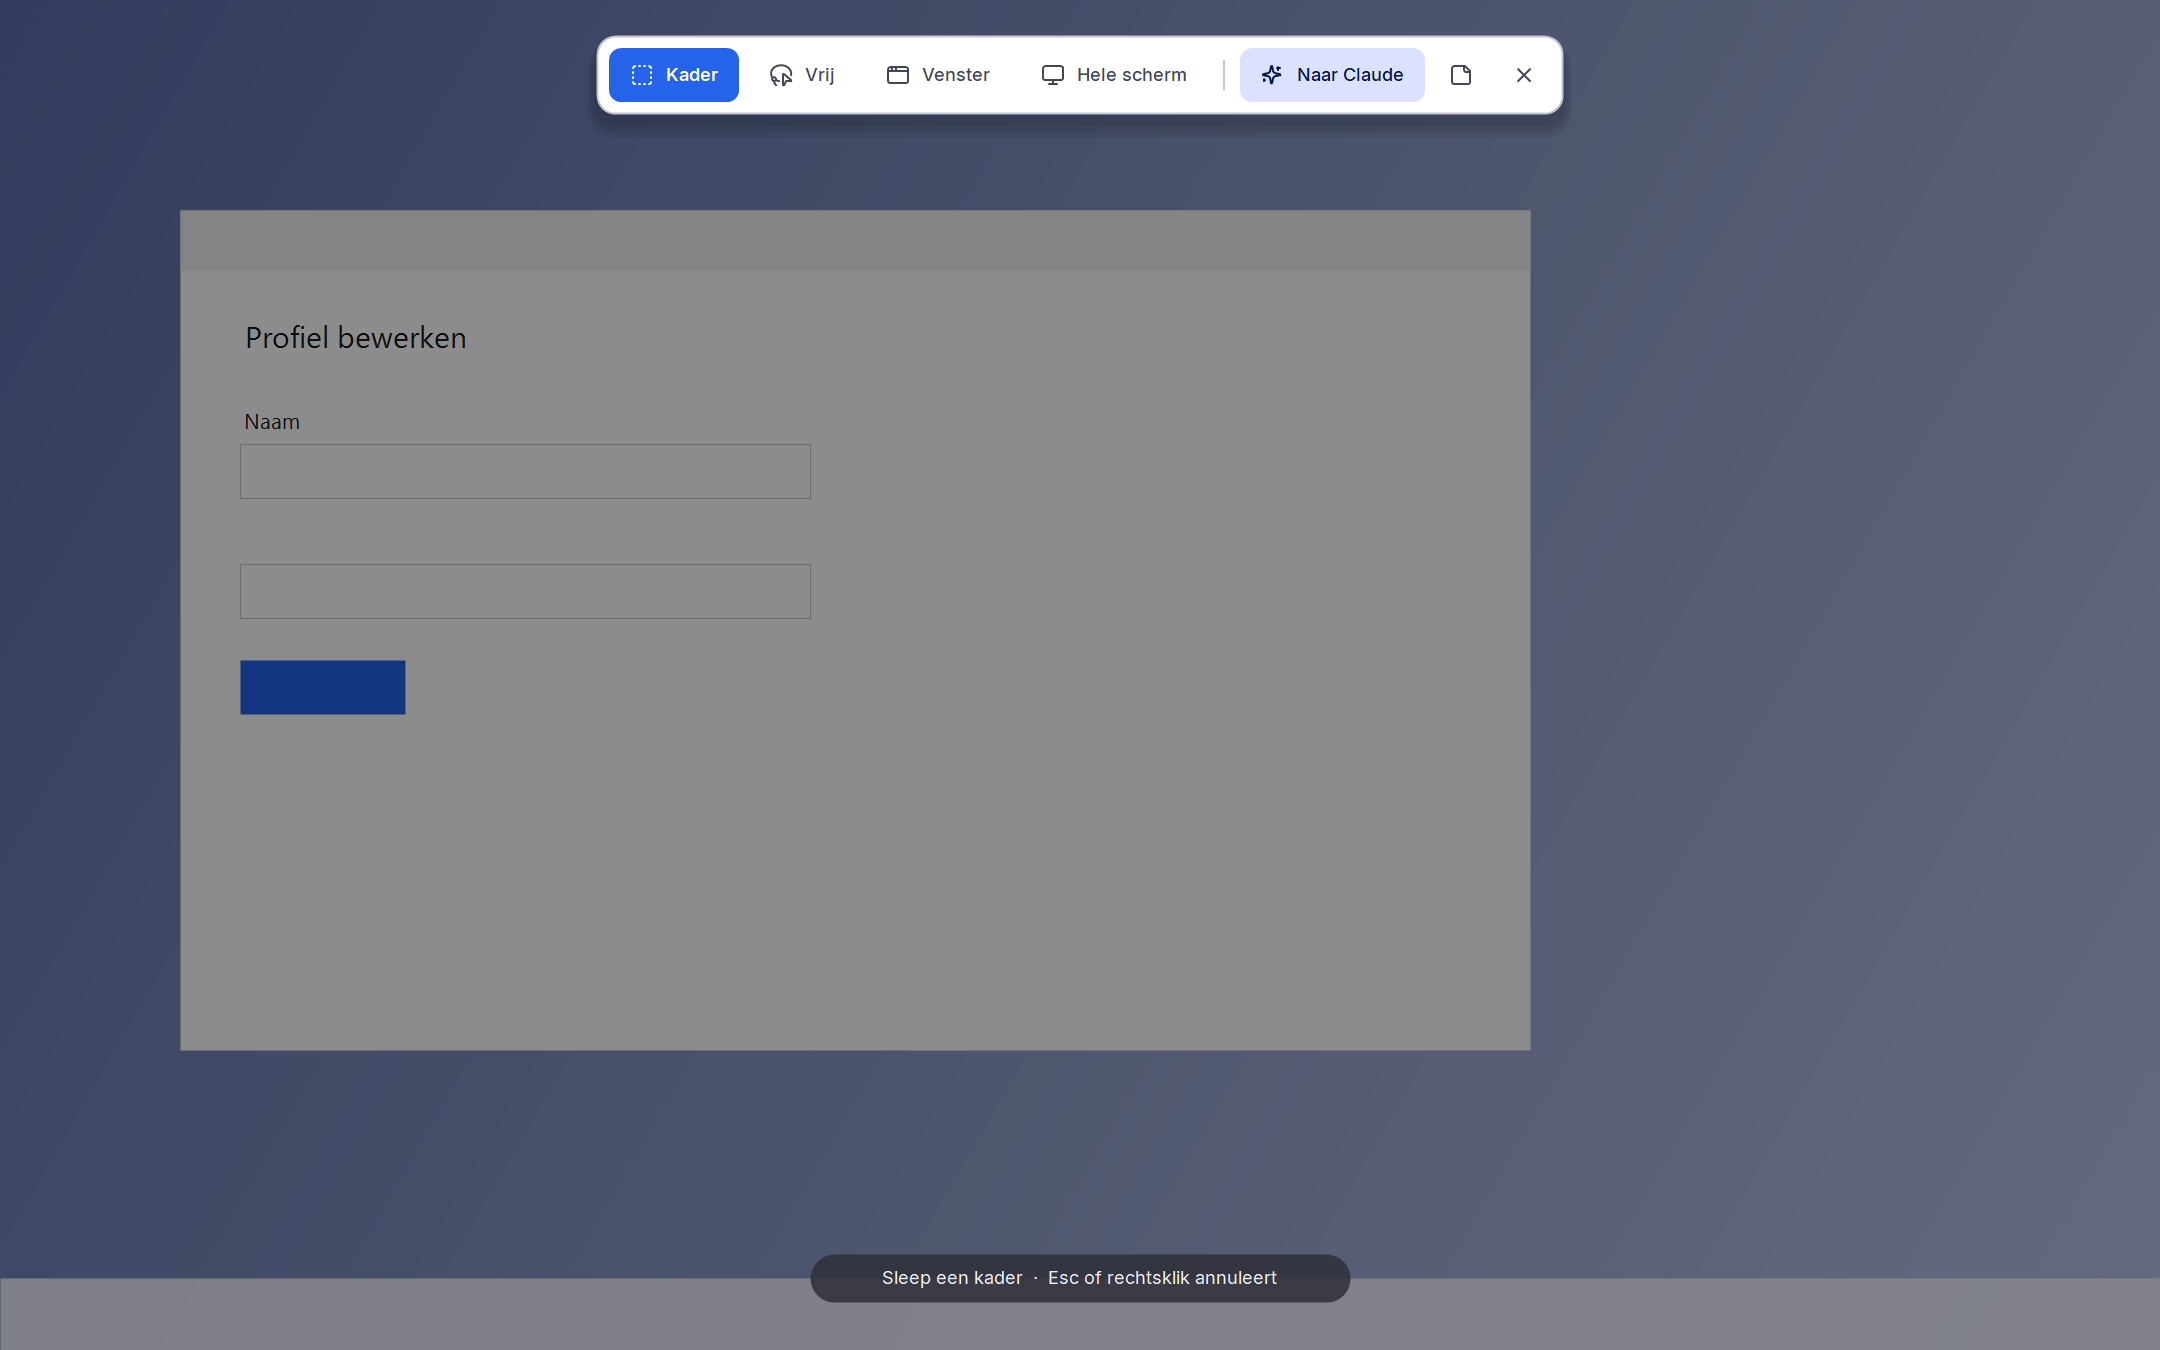 Kader Vrij Venster Hele scherm Naar Claude
Profiel bewerken
Naam
Sleep een kader · Esc of rechtsklik annuleert